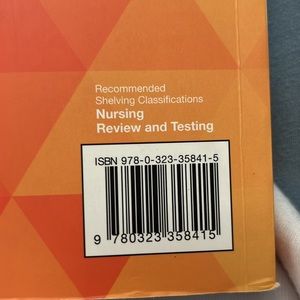 Recommended
Shelving Classifications
Nursing
Review and Testing
ISBN 978-0-323-35841-5
9 780323 358415